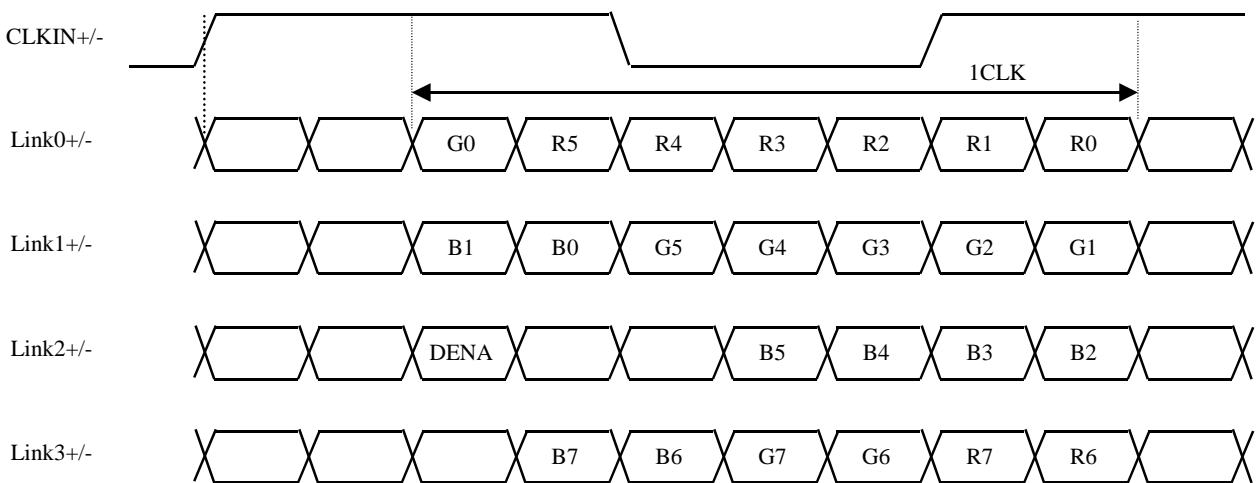 CLKIN+/-
1CLK
Link0+/- G0 R5 R4 R3 R2 R1 R0
Link1+/- B1 B0 G5 G4 G3 G2 G1
Link2+/- DENA B5 B4 B3 B2
Link3+/- B7 B6 G7 G6 R7 R6